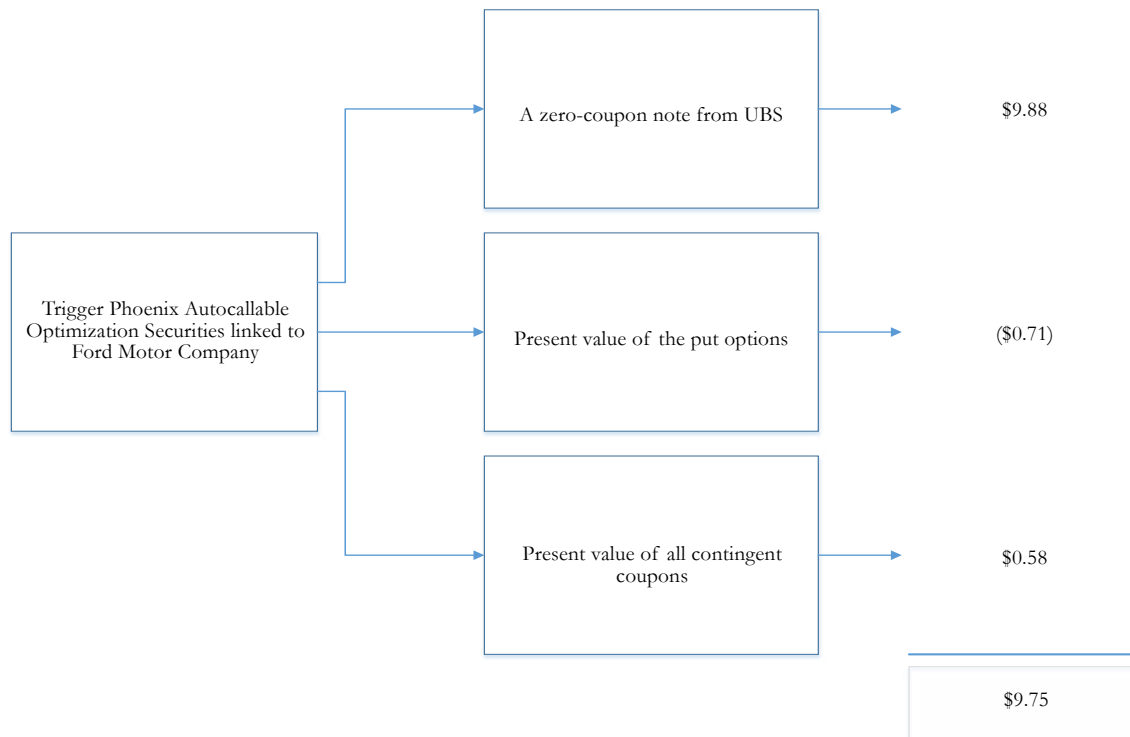 A zero-coupon note from UBS
$9.88
Trigger Phoenix Autocallable
Optimization Securities linked to
Ford Motor Company
Present value of the put options
($0.71)
Present value of all contingent
coupons
$0.58
$9.75